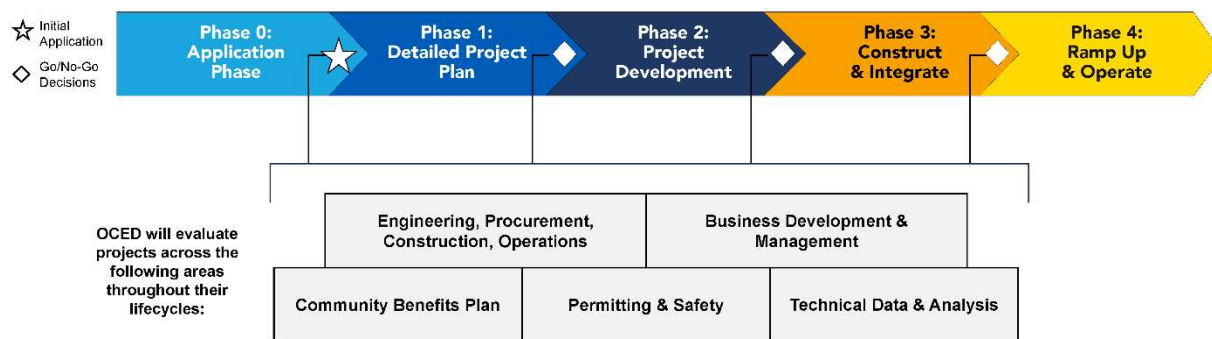 Initial
Application
Go/No-Go
Decisions
Phase 0:
Application
Phase
Phase 1:
Detailed Project
Plan
Phase 2:
Project
Development
Phase 3:
Construct
& Integrate
Phase 4:
Ramp Up
& Operate
OCED will evaluate
projects across the
following areas
throughout their
lifecycles:
Engineering, Procurement,
Construction, Operations
Business Development &
Management
Community Benefits Plan
Permitting & Safety
Technical Data & Analysis